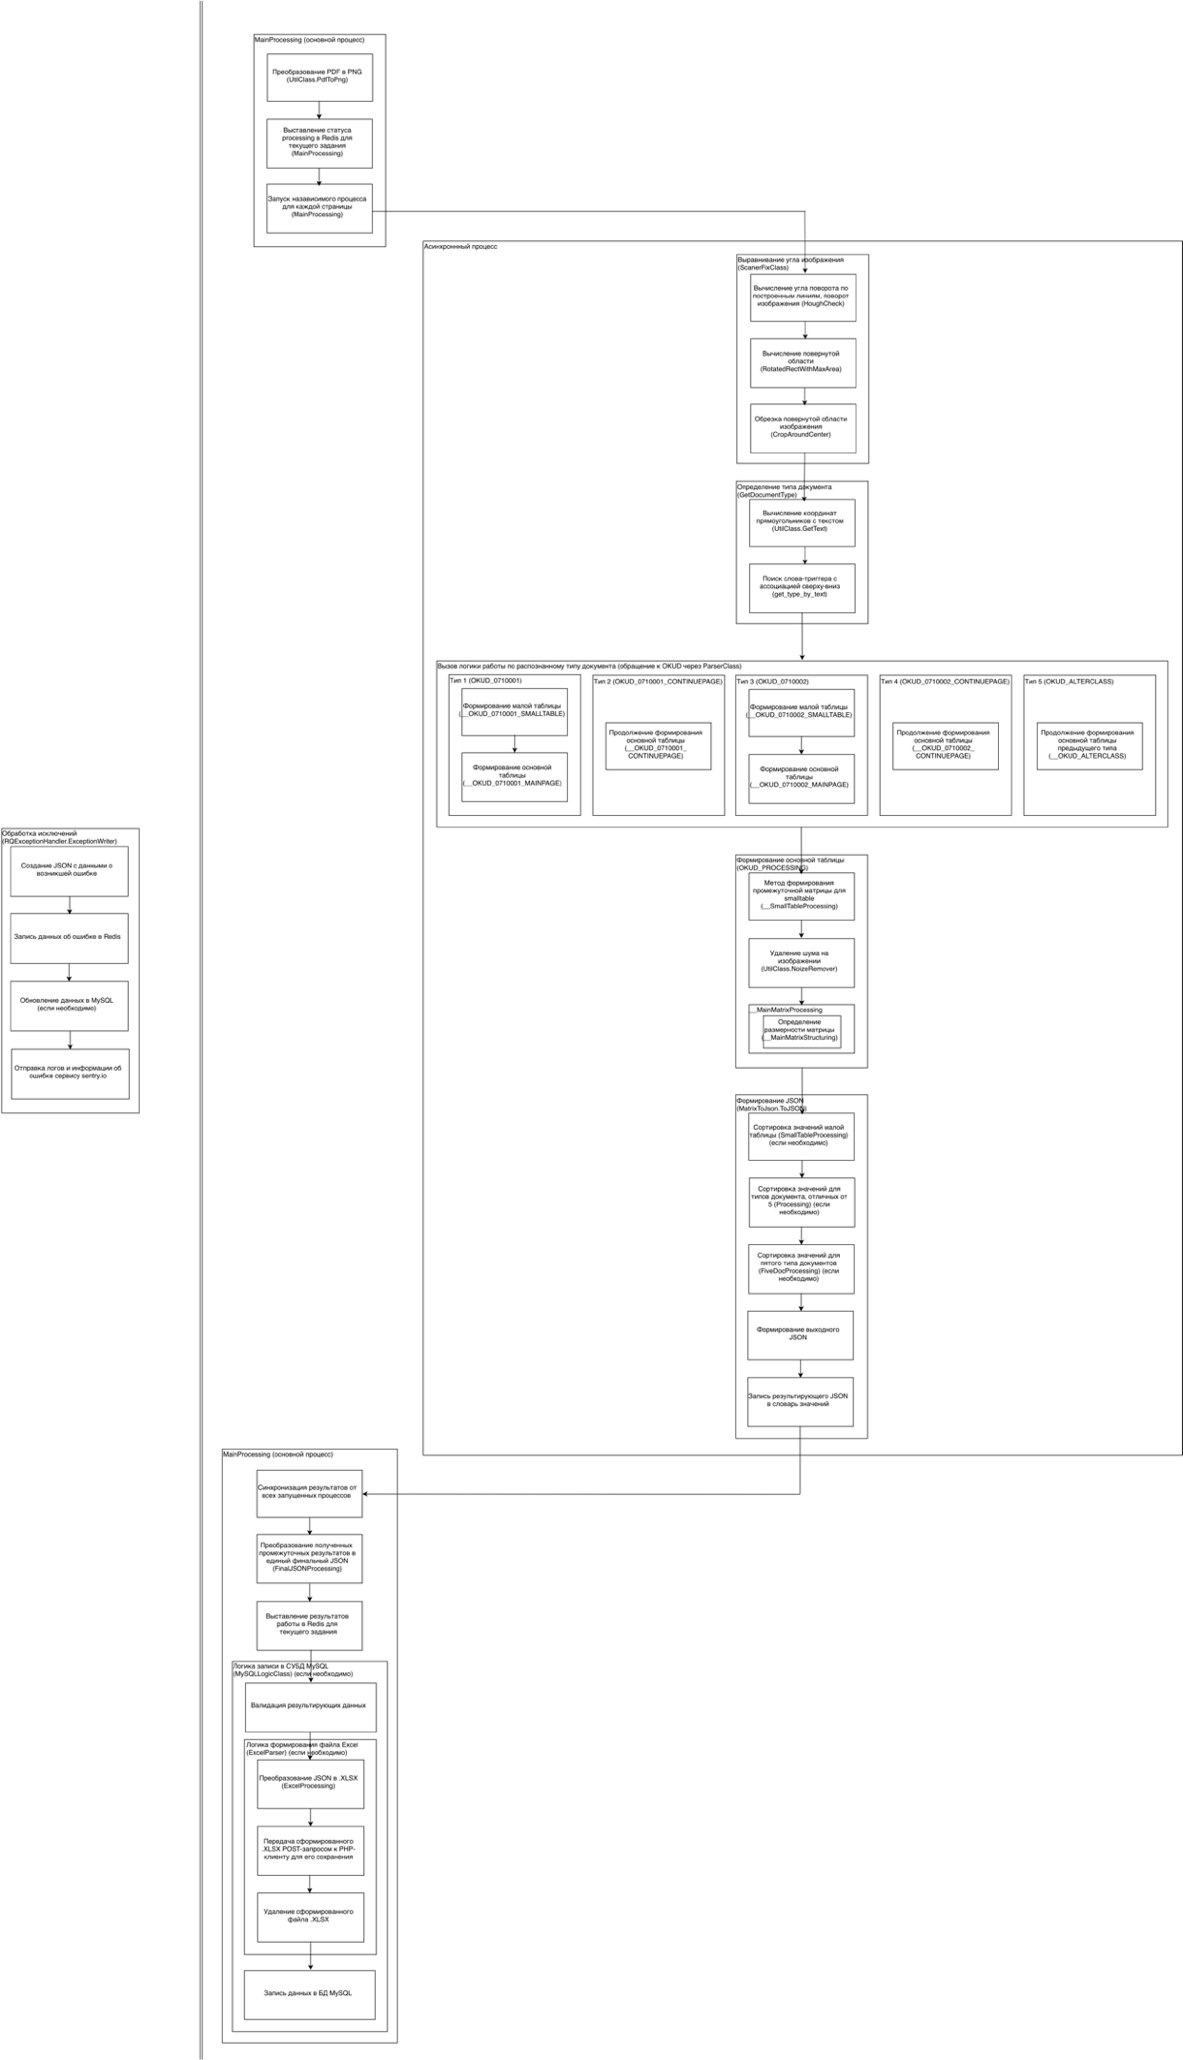 MainProcessing (основной процесс)
Преобразование PDF в PNG
(UtilClass.PdfToPng)
Выставление статуса
processing в Redis для
текущего задания
(MainProcessing)
Запуск назависимого процесса
для каждой страницы
(MainProcessing)
Асинхроннный процесс
Выравнивание угла изображения
(ScanerFixClass)
Вычисление угла поворота по
построенным линиям, поворот
изображения (HoughCheck)
Вычисление повернутой
области
(RotatedRectWithMaxArea)
Обрезка повернутой области
изображения
(CropAroundCenter)
Определение типа документа
(GetDocumentType)
Вычисление координат
прямоугольников с текстом
(UtilClass.GetText)
Поиск слова-триггера с
ассоциацией сверху-вниз
(get_type_by_text)
Вызов логики работы по распознанному типу документа (обращение к OKUD через ParserClass)
Тип 1 (OKUD_0710001)
Формирование малой таблицы
(__OKUD_0710001_SMALLTABLE)
Формирование основной
таблицы
(__OKUD_0710001_MAINPAGE)
Тип 2 (OKUD_0710001_CONTINUEPAGE)
Продолжение формирования
основной таблицы
(__OKUD_0710001_
CONTINUEPAGE)
Тип 3 (OKUD_0710002)
Формирование малой таблицы
(__OKUD_0710002_SMALLTABLE)
Формирование основной
таблицы
(__OKUD_0710002_MAINPAGE)
Тип 4 (OKUD_0710002_CONTINUEPAGE)
Продолжение формирования
основной таблицы
(__OKUD_0710002_
CONTINUEPAGE)
Тип 5 (OKUD_ALTERCLASS)
Продолжение формирования
основной таблицы
предыдущего типа
(__OKUD_ALTERCLASS)
Обработка исключений
(RQExceptionHandler.ExceptionWriter)
Создание JSON с данными о
возникшей ошибке
Запись данных об ошибке в Redis
Обновление данных в MySQL
(если необходимо)
Отправка логов и информации об
ошибке сервису sentry.io
Формирование основной таблицы
(OKUD_PROCESSING)
Метод формирования
промежуточной матрицы для
smalltable
(__SmallTableProcessing)
Удаление шума на
изображении
(UtilClass.NoizeRemover)
__MainMatrixProcessing
Определение
размерности матрицы
(__MainMatrixStructuring)
Формирование JSON
(MatrixToJson.ToJSON)
Сортировка значений малой
таблицы (SmallTableProcessing)
(если необходимо)
Сортировка значений для
типов документа, отличных от
5 (Processing) (если
необходимо)
Сортировка значений для
пятого типа документов
(FiveDocProcessing) (если
необходимо)
Формирование выходного
JSON
Запись результирующего JSON
в словарь значений
MainProcessing (основной процесс)
Синхронизация результатов от
всех запущенных процессов
Преобразование полученных
промежуточных результатов в
единый финальный JSON
(FinalJSONProcessing)
Выставление результатов
работы в Redis для
текущего задания
Логика записи в СУБД MySQL
(MySQLLogicClass) (если необходимо)
Валидация результирующих данных
Логика формирования файла Excel
(ExcelParser) (если необходимо)
Преобразование JSON в .XLSX
(ExcelProcessing)
Передача сформированного
.XLSX POST-запросом к PHP-
клиенту для его сохранения
Удаление сформированного
файла .XLSX
Запись данных в БД MySQL